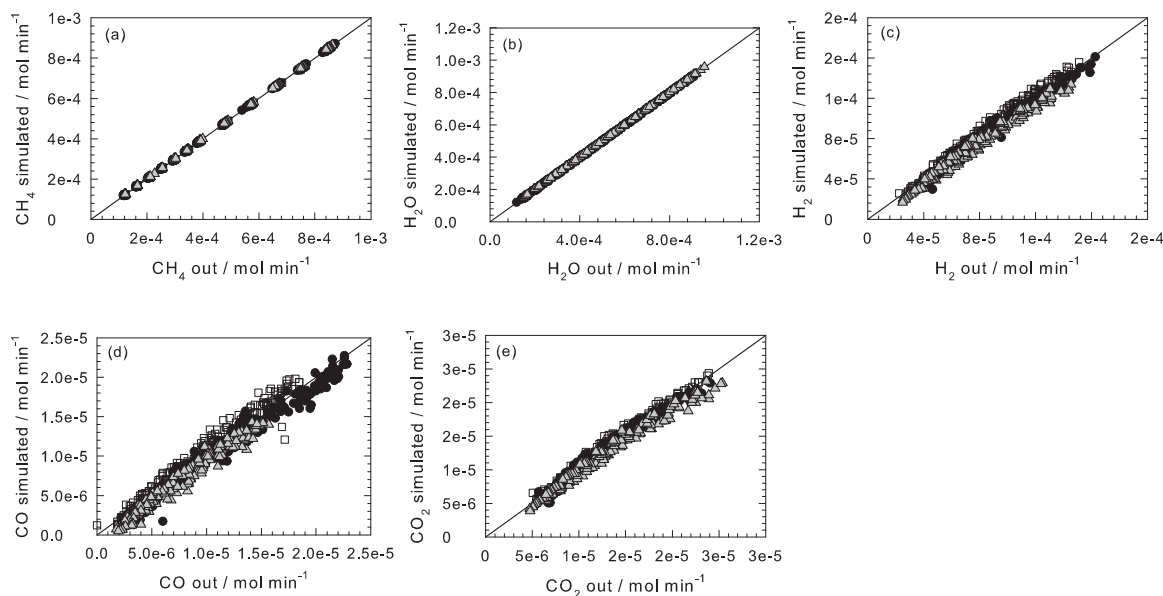 (a)
1e-3
8e-4
6e-4
4e-4
2e-4
0
CH₄ simulated / mol min⁻¹
0 2e-4 4e-4 6e-4 8e-4 1e-3
CH₄ out / mol min⁻¹
(b)
1.2e-3
8.0e-4
4.0e-4
0.0
H₂O simulated / mol min⁻¹
0.0 4.0e-4 8.0e-4 1.2e-3
H₂O out / mol min⁻¹
(c)
2e-4
2e-4
1e-4
8e-5
4e-5
0
H₂ simulated / mol min⁻¹
0 4e-5 8e-5 1e-4 2e-4 2e-4
H₂ out / mol min⁻¹
(d)
2.5e-5
2.0e-5
1.5e-5
1.0e-5
5.0e-6
0.0
CO simulated / mol min⁻¹
0.0 5.0e-6 1.0e-5 1.5e-5 2.0e-5 2.5e-5
CO out / mol min⁻¹
(e)
3e-5
3e-5
2e-5
2e-5
1e-5
5e-6
0
CO₂ simulated / mol min⁻¹
0 5e-6 1e-5 2e-5 2e-5 3e-5 3e-5
CO₂ out / mol min⁻¹